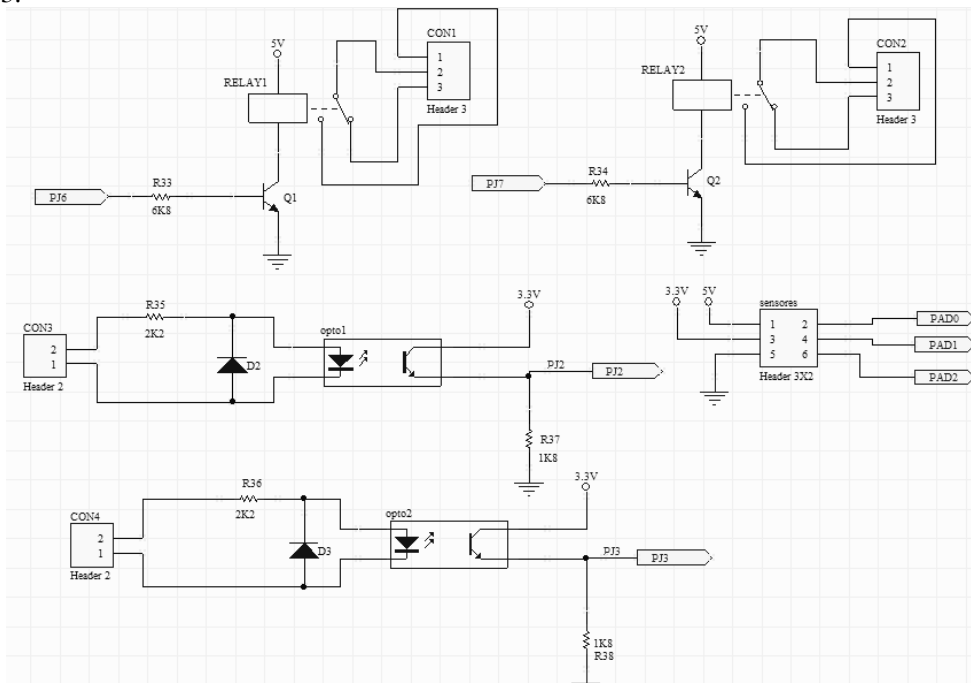 5V
RELAY1
CON1
1
2
3
Header 3
PJ6
R33
6K8
Q1
5V
RELAY2
CON2
1
2
3
Header 3
PJ7
R34
6K8
Q2
CON3
2
1
Header 2
R35
2K2
D2
opto1
3.3V
PJ2
PJ2
R37
1K8
3.3V
5V
sensores
1 2
3 4
5 6
Header 3X2
PAD0
PAD1
PAD2
CON4
2
1
Header 2
R36
2K2
D3
opto2
3.3V
PJ3
PJ3
1K8
R38